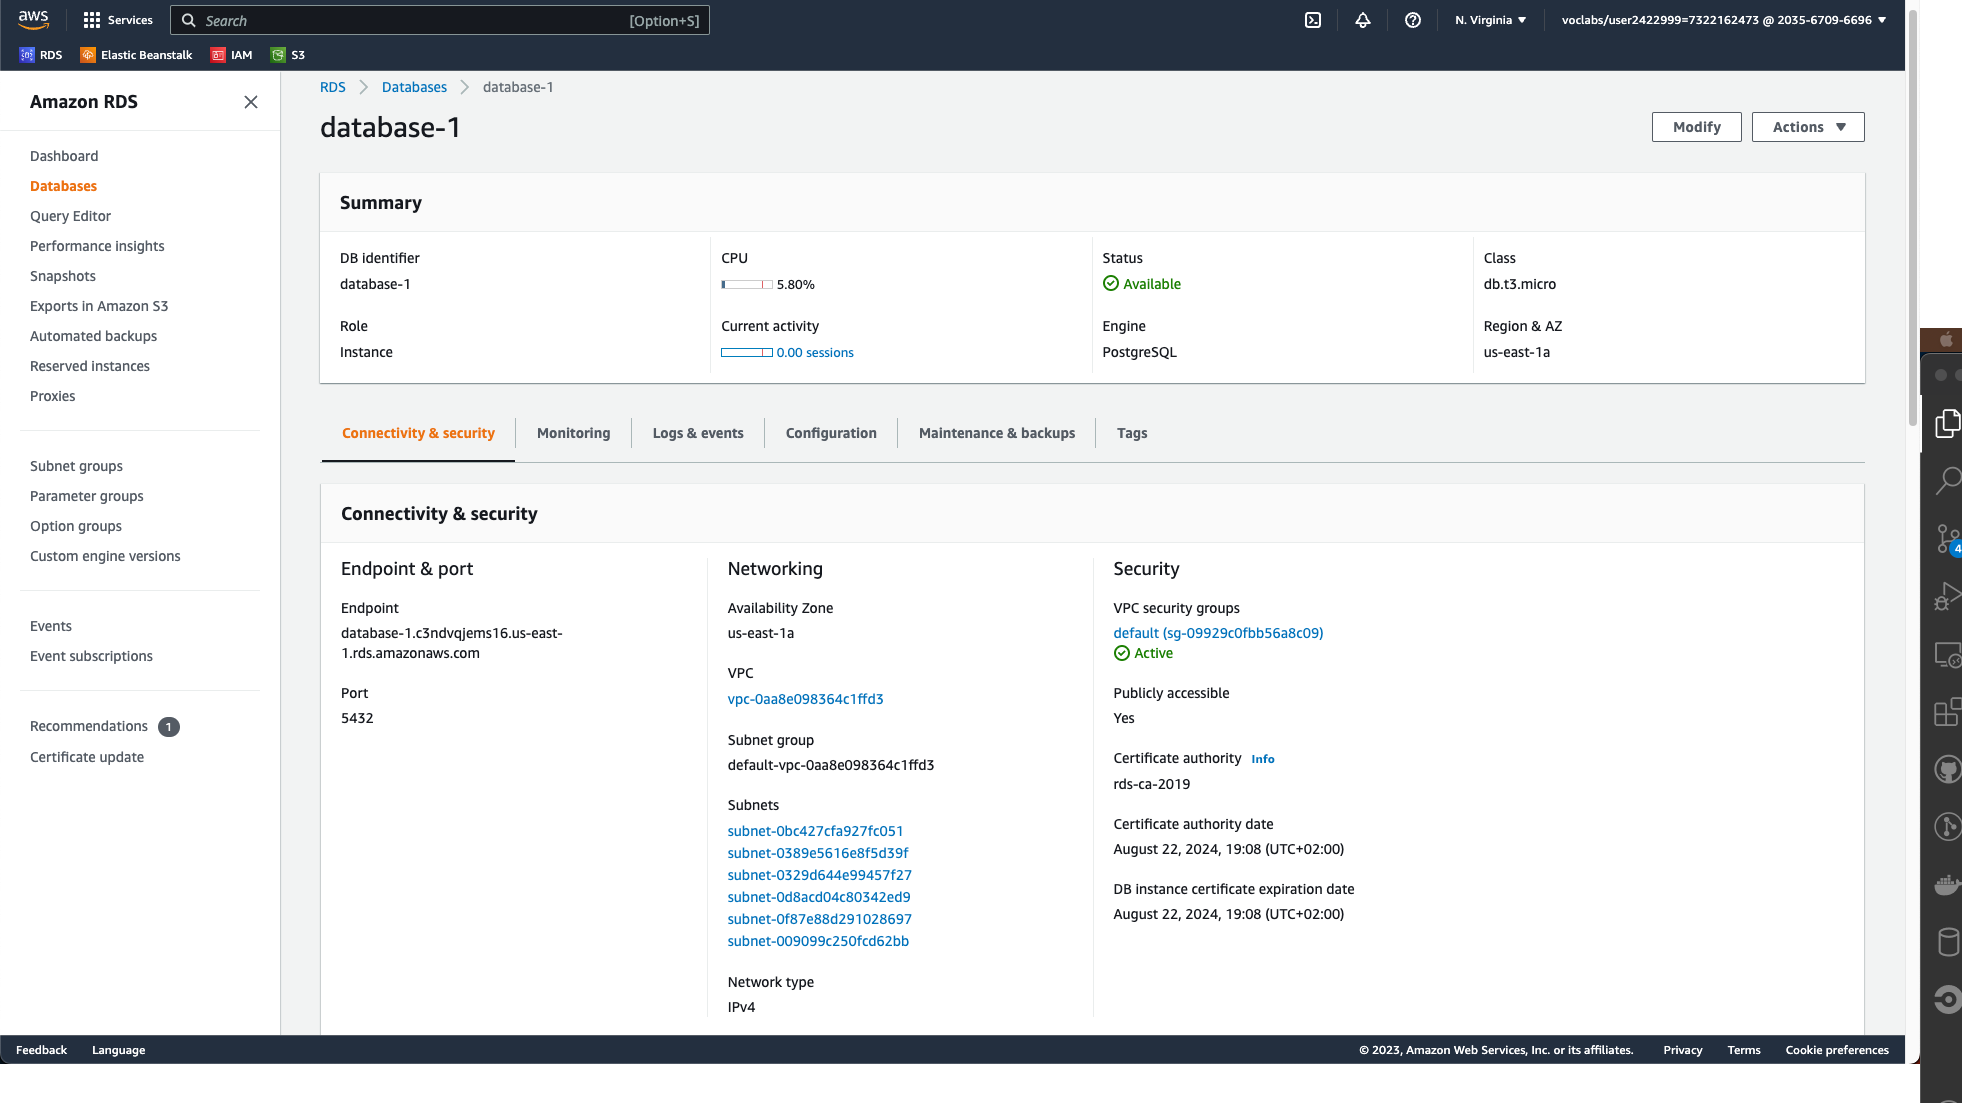 aws
Services
Search
[Option+S]
N. Virginia
voclabs/user2422999=7322162473 @ 2035-6709-6696
RDS
Elastic Beanstalk
IAM
S3
Amazon RDS
Dashboard
Databases
Query Editor
Performance insights
Snapshots
Exports in Amazon S3
Automated backups
Reserved instances
Proxies
Subnet groups
Parameter groups
Option groups
Custom engine versions
Events
Event subscriptions
Recommendations 1
Certificate update
RDS
Databases
database-1
database-1
Modify
Actions
Summary
DB identifier
database-1
CPU
5.80%
Status
Available
Class
db.t3.micro
Role
Instance
Current activity
0.00 sessions
Engine
PostgreSQL
Region & AZ
us-east-1a
Connectivity & security
Monitoring
Logs & events
Configuration
Maintenance & backups
Tags
Connectivity & security
Endpoint & port
Endpoint
database-1.c3ndvqjems16.us-east-
1.rds.amazonaws.com
Port
5432
Networking
Availability Zone
us-east-1a
VPC
vpc-0aa8e098364c1ffd3
Subnet group
default-vpc-0aa8e098364c1ffd3
Subnets
subnet-0bc427cfa927fc051
subnet-0389e5616e8f5d39f
subnet-0329d644e99457f27
subnet-0d8acd04c80342ed9
subnet-0f87e88d291028697
subnet-009099c250fcd62bb
Network type
IPv4
Security
VPC security groups
default (sg-09929c0fbb56a8c09)
Active
Publicly accessible
Yes
Certificate authority Info
rds-ca-2019
Certificate authority date
August 22, 2024, 19:08 (UTC+02:00)
DB instance certificate expiration date
August 22, 2024, 19:08 (UTC+02:00)
4
Feedback
Language
© 2023, Amazon Web Services, Inc. or its affiliates.
Privacy
Terms
Cookie preferences